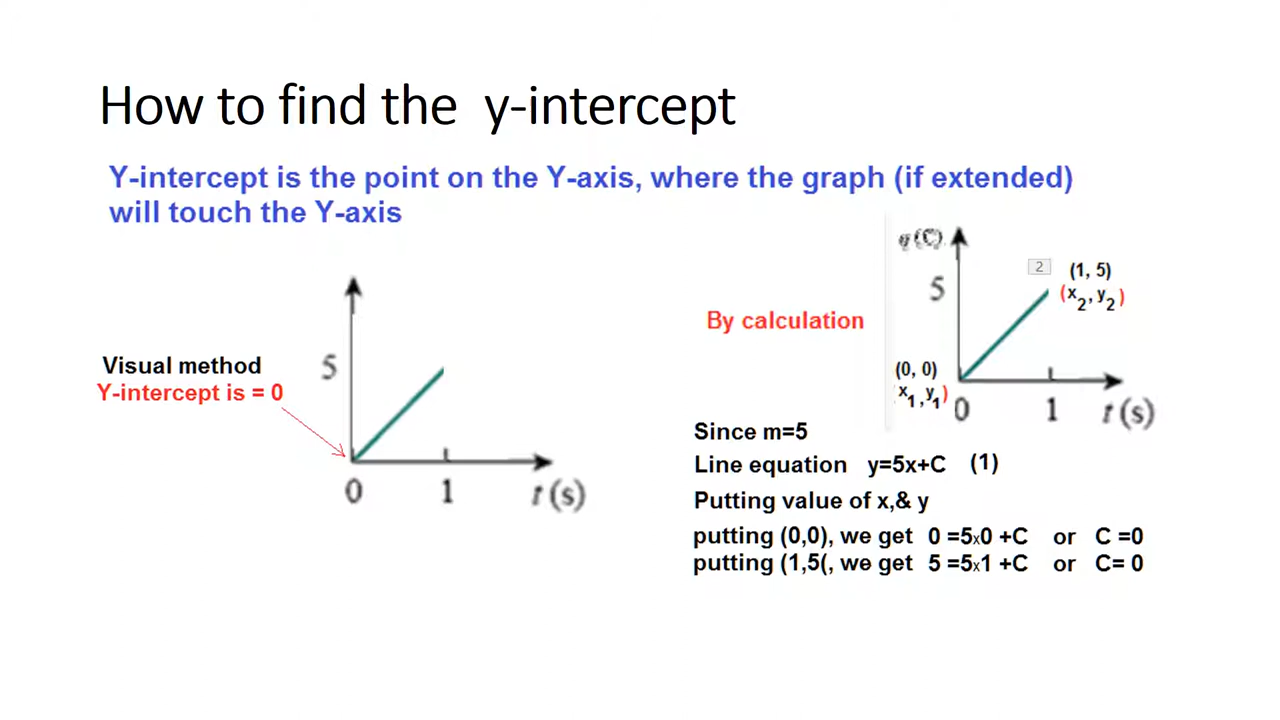 How to find the y-intercept
Y-intercept is the point on the Y-axis, where the graph (if extended)
will touch the Y-axis
Visual method
Y-intercept is = 0
5
0 1 t (s)
By calculation
q (C)
2
(1, 5)
(x2, y2)
5
(0, 0)
x1, y1)
0 1 t (s)
Since m=5
Line equation y=5x+C (1)
Putting value of x,& y
putting (0,0), we get 0 =5x0 +C or C =0
putting (1,5(, we get 5 =5x1 +C or C= 0